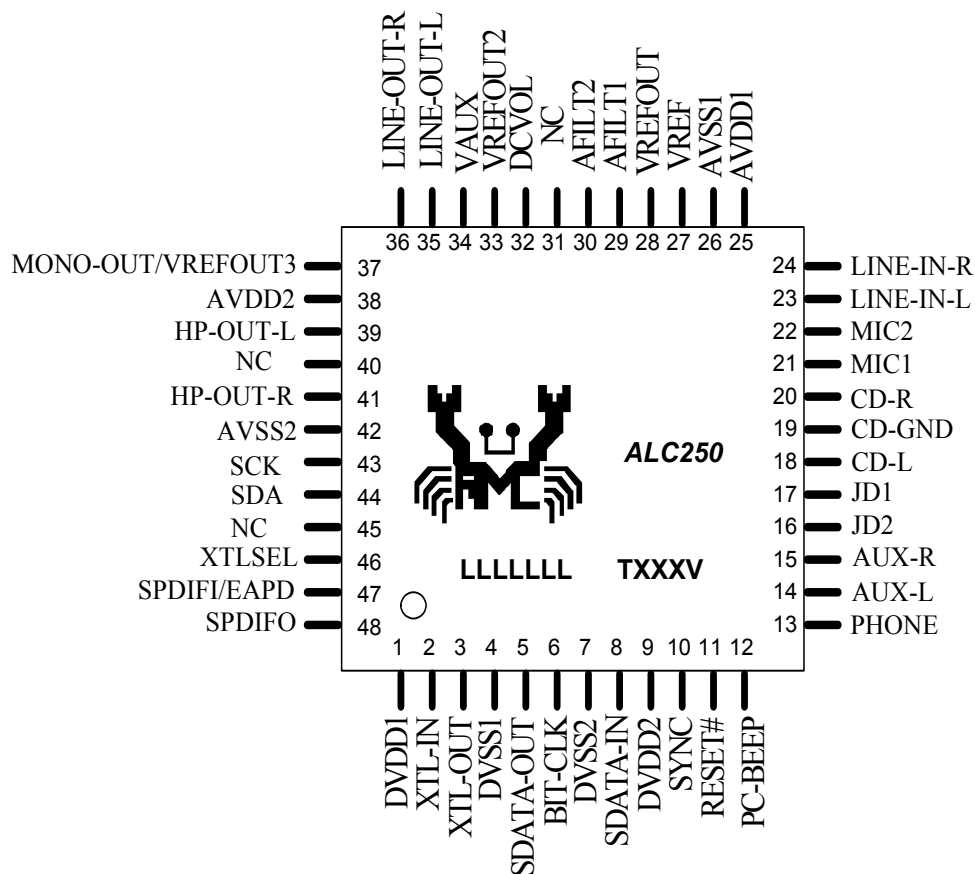 LINE-OUT-R
LINE-OUT-L
VAUX
VREFOUT2
DCVOL
NC
AFILT2
AFILT1
VREFOUT
VREF
AVSS1
AVDD1
36 35 34 33 32 31 30 29 28 27 26 25
MONO-OUT/VREFOUT3 37
AVDD2 38
HP-OUT-L 39
NC 40
HP-OUT-R 41
AVSS2 42
SCK 43
SDA 44
NC 45
XTLSEL 46
SPDIFI/EAPD 47
SPDIFO 48
ALC250
LLLLLLL TXXXV
24 LINE-IN-R
23 LINE-IN-L
22 MIC2
21 MIC1
20 CD-R
19 CD-GND
18 CD-L
17 JD1
16 JD2
15 AUX-R
14 AUX-L
13 PHONE
1 2 3 4 5 6 7 8 9 10 11 12
DVDD1
XTL-IN
XTL-OUT
DVSS1
SDATA-OUT
BIT-CLK
DVSS2
SDATA-IN
DVDD2
SYNC
RESET#
PC-BEEP